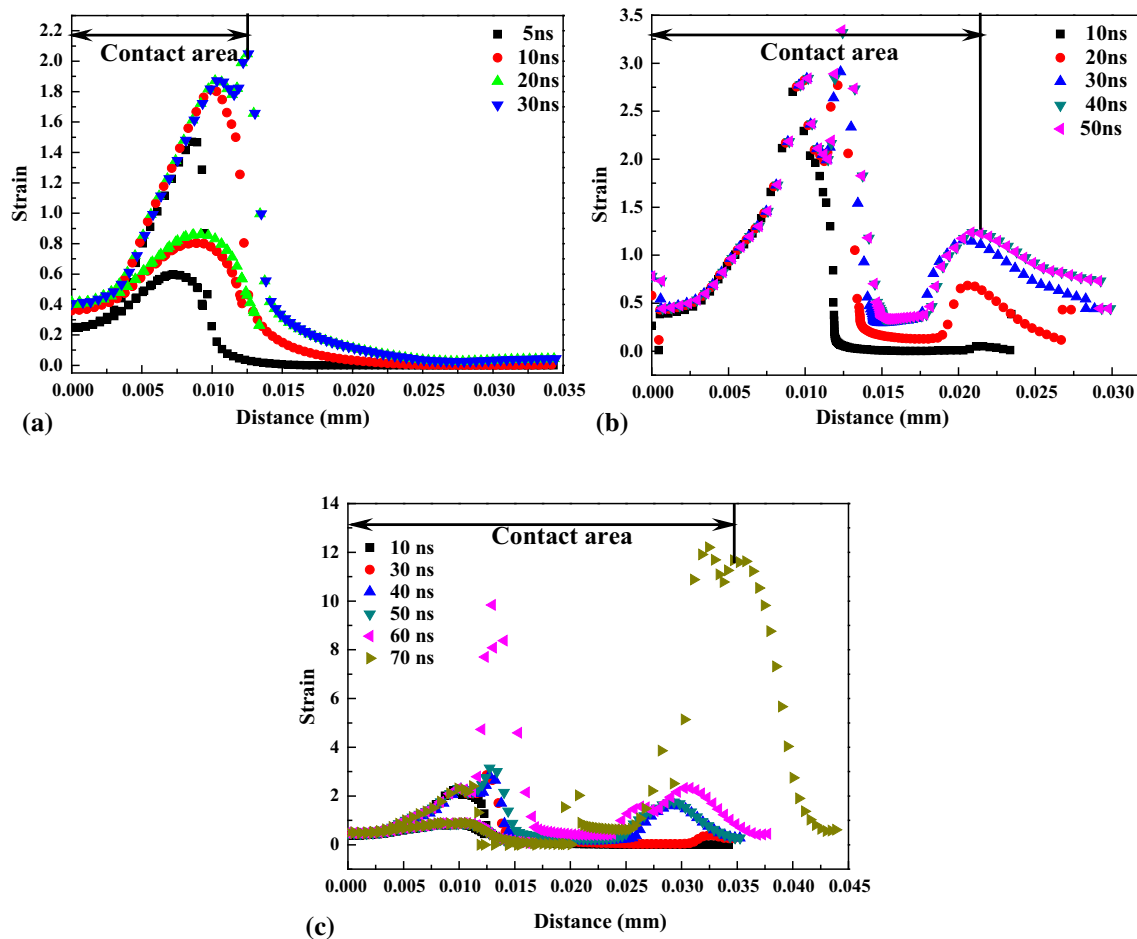 2.2
2.0
1.8
1.6
1.4
1.2
1.0
0.8
0.6
0.4
0.2
0.0
Strain
Contact area
5ns
10ns
20ns
30ns
0.000 0.005 0.010 0.015 0.020 0.025 0.030 0.035
Distance (mm)
(a)
3.5
3.0
2.5
2.0
1.5
1.0
0.5
0.0
Strain
Contact area
10ns
20ns
30ns
40ns
50ns
0.000 0.005 0.010 0.015 0.020 0.025 0.030
Distance (mm)
(b)
14
12
10
8
6
4
2
0
Strain
Contact area
10 ns
30 ns
40 ns
50 ns
60 ns
70 ns
0.000 0.005 0.010 0.015 0.020 0.025 0.030 0.035 0.040 0.045
Distance (mm)
(c)